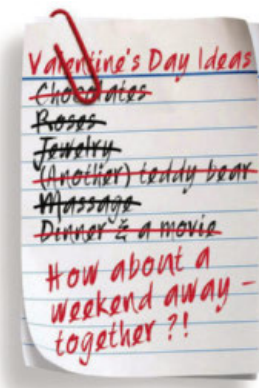 Valentine's Day Ideas
Chocolates
Roses
Jewelry
(Another) teddy bear
Massage
Dinner & a movie
How about a
weekend away -
together?!